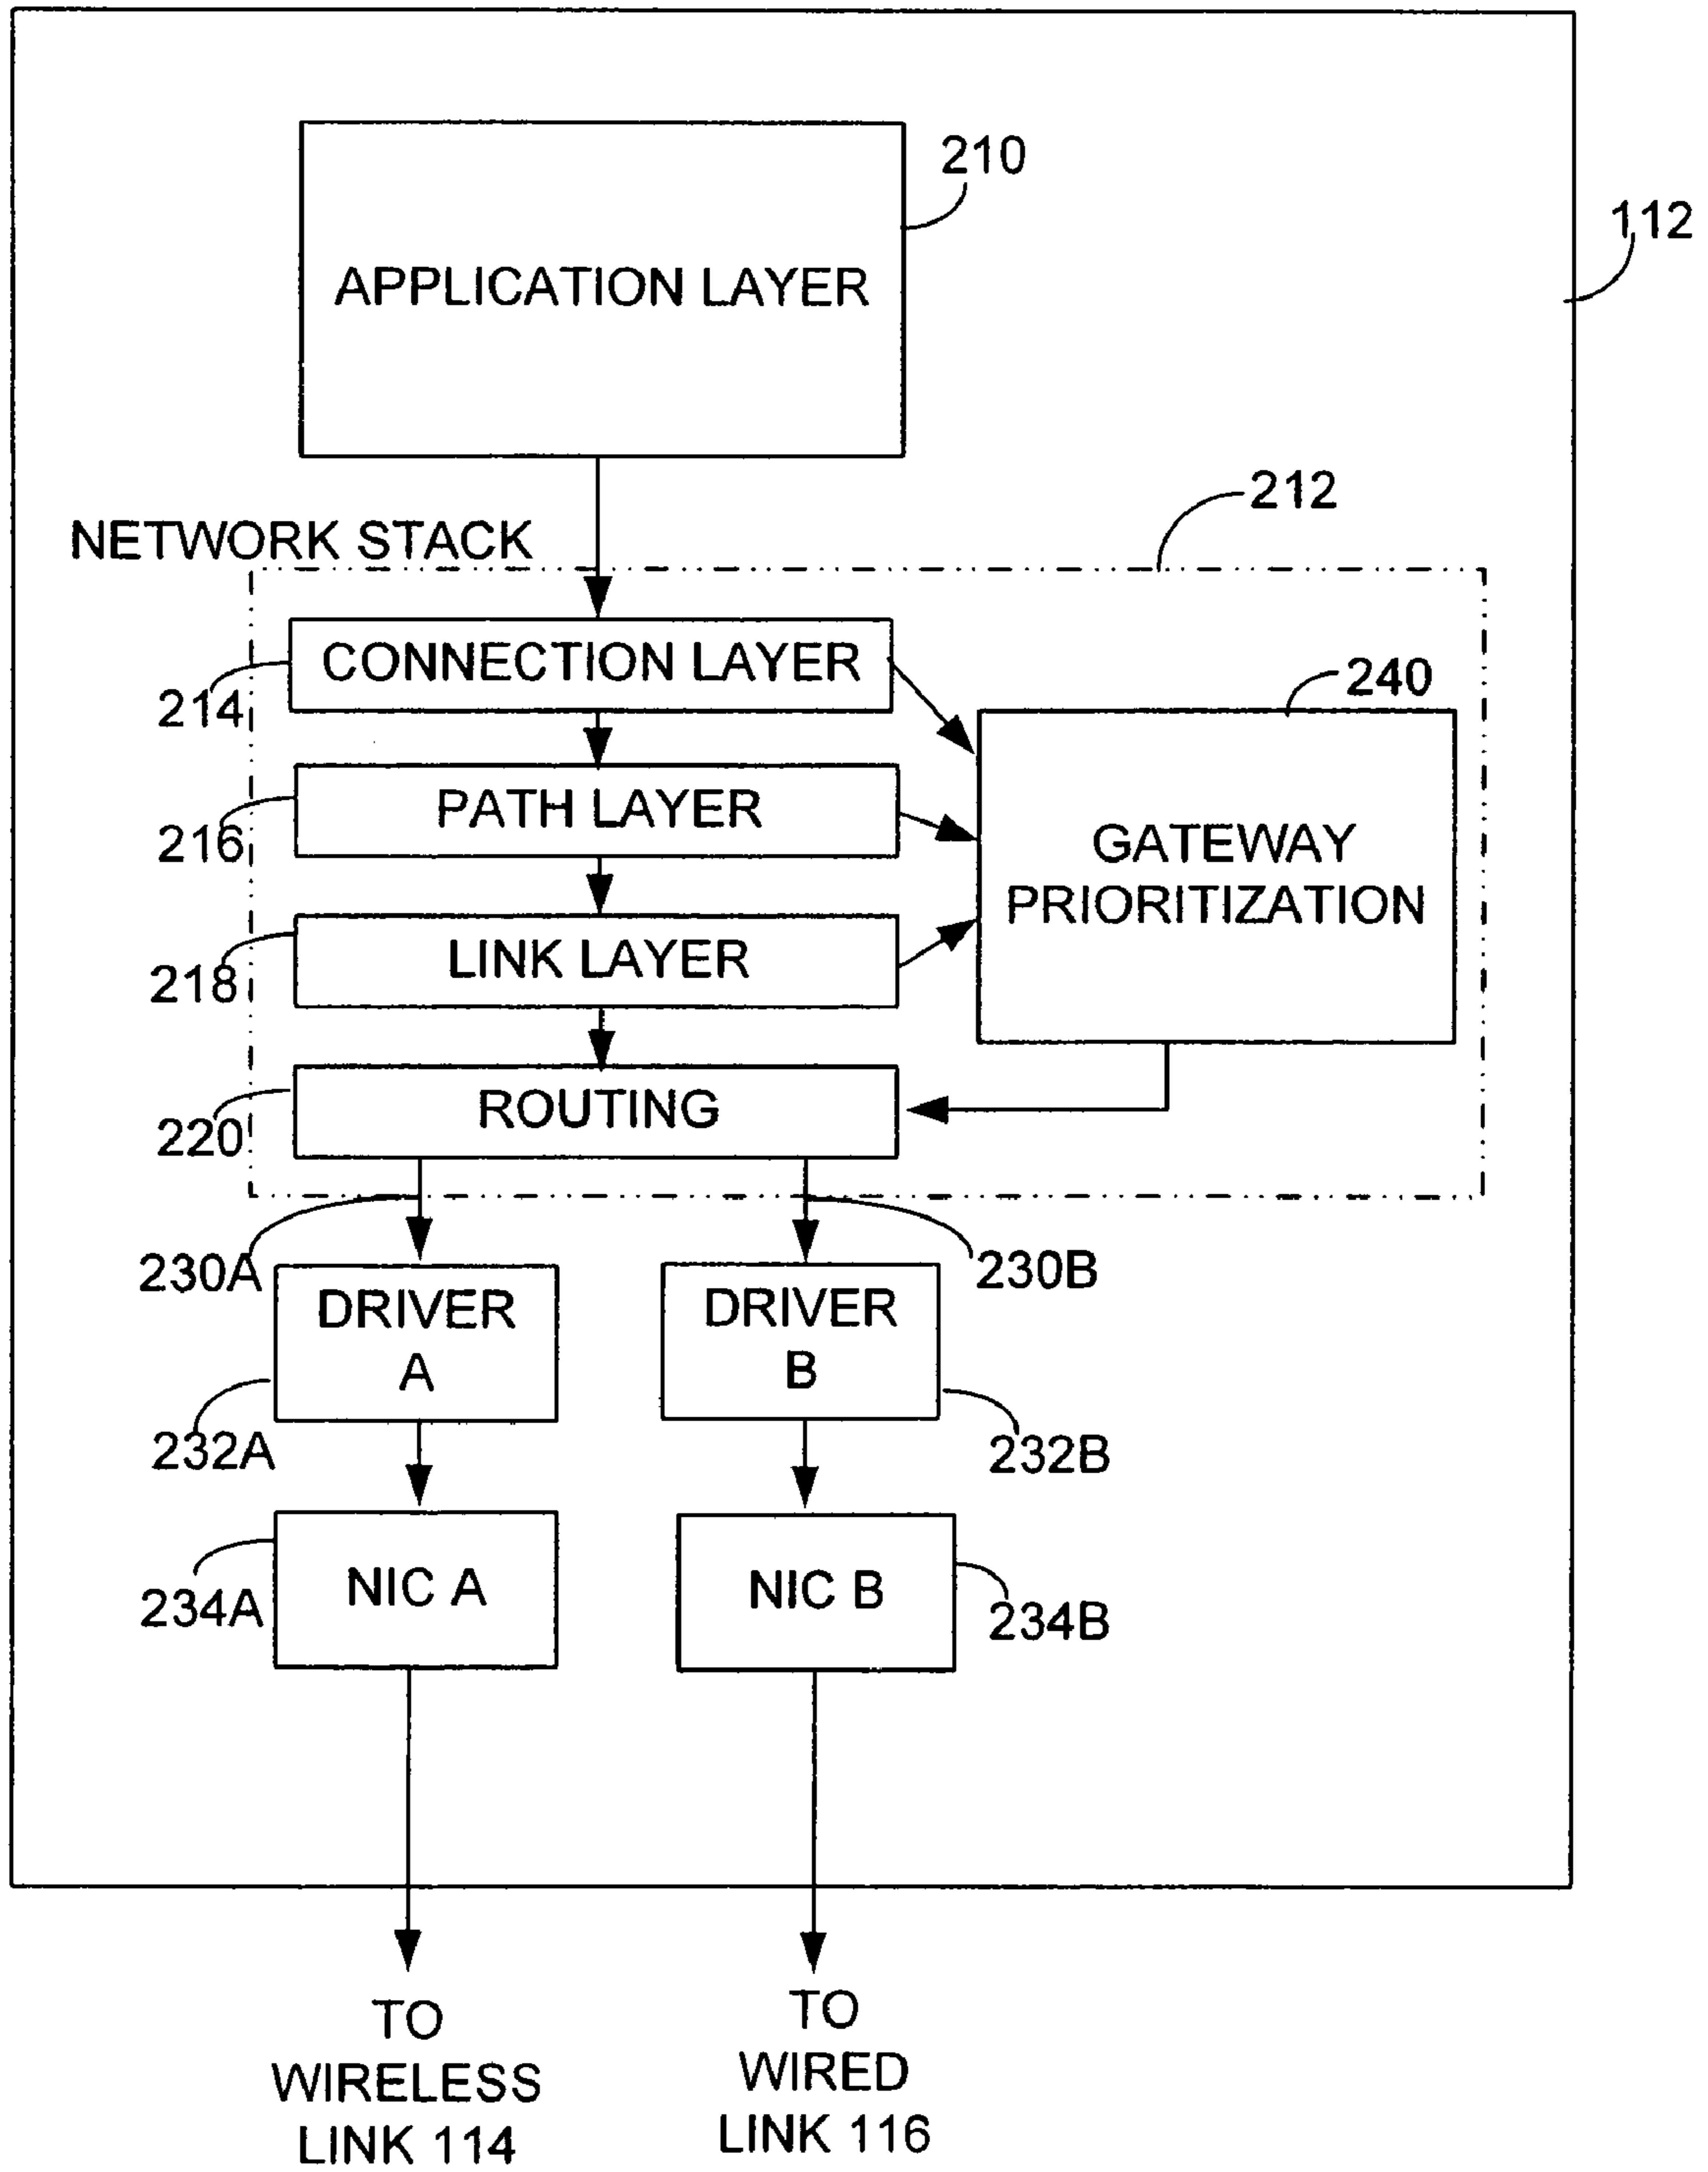 210
112
APPLICATION LAYER
212
NETWORK STACK
CONNECTION LAYER
214
240
PATH LAYER
216
GATEWAY
PRIORITIZATION
LINK LAYER
218
ROUTING
220
230A
230B
DRIVER
A
DRIVER
B
232A
232B
NIC A
NIC B
234A
234B
TO
WIRELESS
LINK 114
TO
WIRED
LINK 116